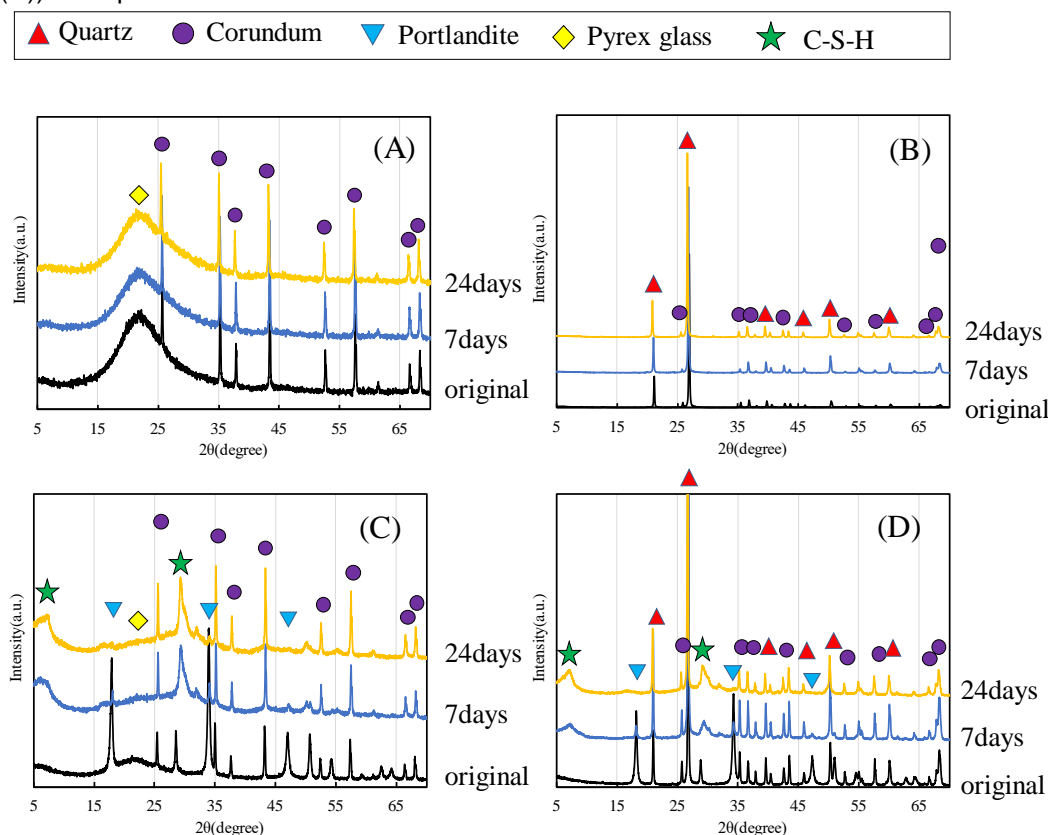 (
Quartz Corundum Portlandite Pyrex glass C-S-H
(A) (B)
Intensity(a.u.) Intensity(a.u.)
24days 24days
7days 7days
original original
5 15 25 35 45 55 65 5 15 25 35 45 55 65
2θ(degree) 2θ(degree)
(C) (D)
Intensity(a.u.) Intensity(a.u.)
24days 24days
7days 7days
original original
5 15 25 35 45 55 65 5 15 25 35 45 55 65
2θ(degree) 2θ(degree)